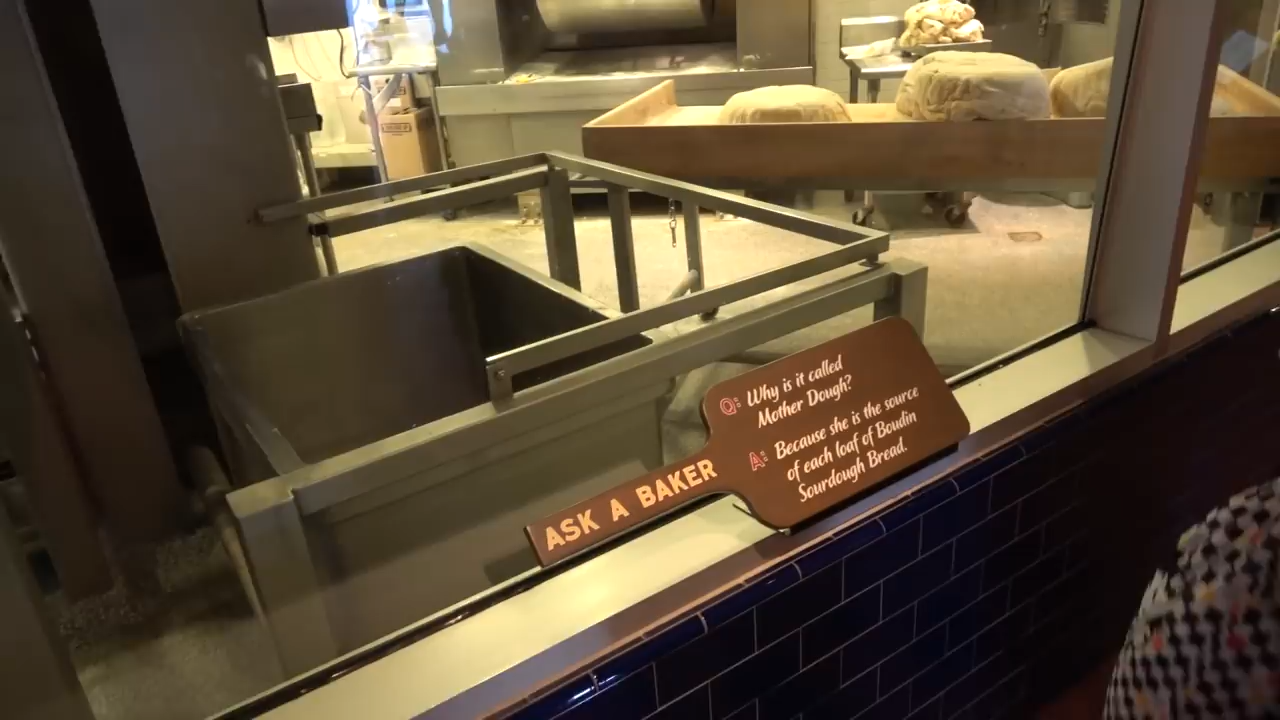 Q: Why is it called
Mother Dough?
A: Because she is the source
of each loaf of Boudin
Sourdough Bread.
ASK A BAKER